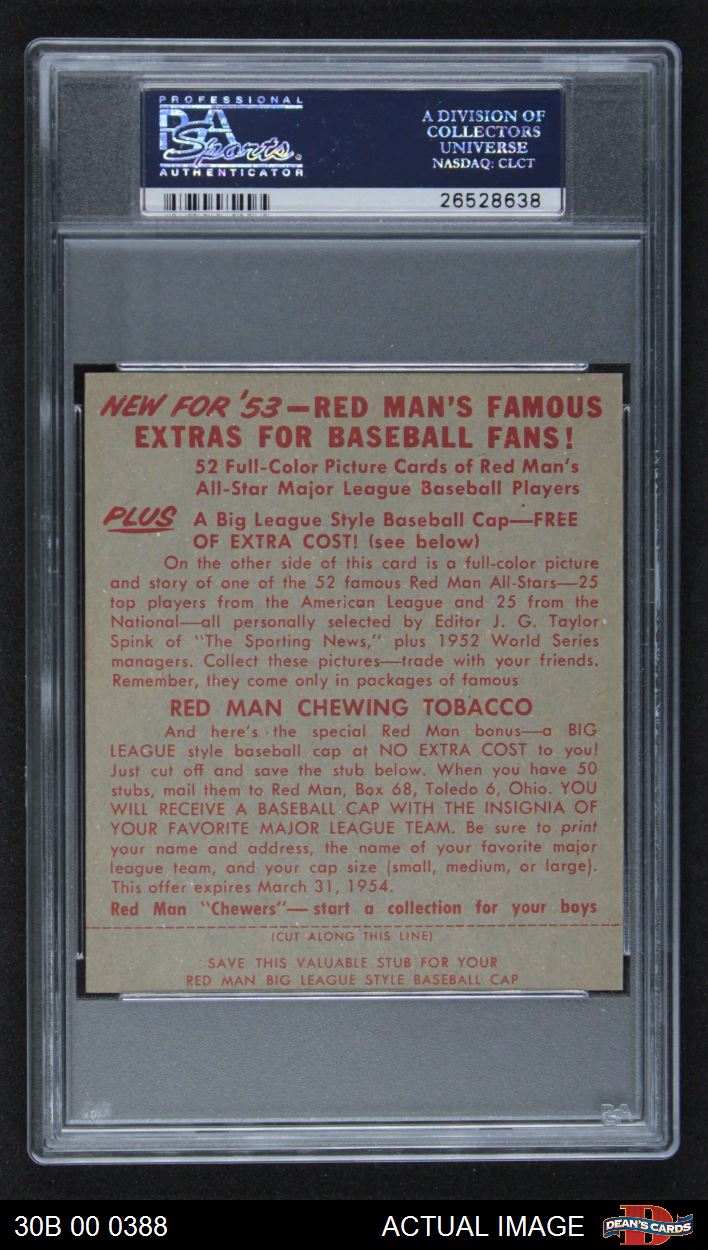 PROFESSIONAL
PSA
Sports
AUTHENTICATOR
A DIVISION OF
COLLECTORS
UNIVERSE
NASDAQ: CLCT
26528638
NEW FOR '53—RED MAN'S FAMOUS
EXTRAS FOR BASEBALL FANS!
52 Full-Color Picture Cards of Red Man's
All-Star Major League Baseball Players
PLUS A Big League Style Baseball Cap—FREE
OF EXTRA COST! (see below)
On the other side of this card is a full-color picture
and story of one of the 52 famous Red Man All-Stars—25
top players from the American League and 25 from the
National—all personally selected by Editor J. G. Taylor
Spink of "The Sporting News," plus 1952 World Series
managers. Collect these pictures—trade with your friends.
Remember, they come only in packages of famous
RED MAN CHEWING TOBACCO
And here's the special Red Man bonus—a BIG
LEAGUE style baseball cap at NO EXTRA COST to you!
Just cut off and save the stub below. When you have 50
stubs, mail them to Red Man, Box 68, Toledo 6, Ohio. YOU
WILL RECEIVE A BASEBALL CAP WITH THE INSIGNIA OF
YOUR FAVORITE MAJOR LEAGUE TEAM. Be sure to print
your name and address, the name of your favorite major
league team, and your cap size (small, medium, or large).
This offer expires March 31, 1954.
Red Man "Chewers"—start a collection for your boys
(CUT ALONG THIS LINE)
SAVE THIS VALUABLE STUB FOR YOUR
RED MAN BIG LEAGUE STYLE BASEBALL CAP
PSA
30B 00 0388
ACTUAL IMAGE
DEAN'S CARDS